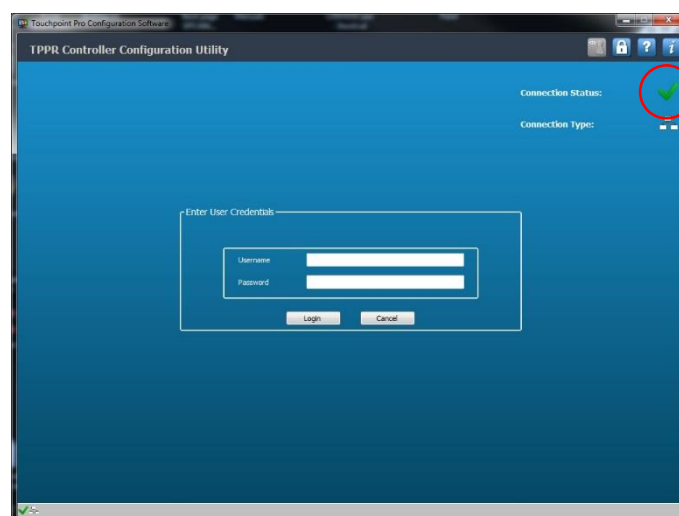 Touchpoint Pro Configuration Software
TPPR Controller Configuration Utility
Connection Status:
Connection Type:
Enter User Credentials
Username
Password
Login Cancel